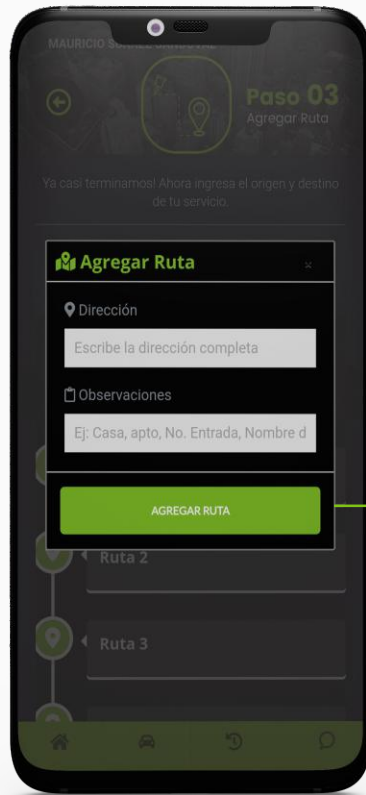 MAURICIO
Paso 03
Agregar Ruta
Ya casi terminamos! Ahora ingresa el origen y destino
de tu servicio.
Agregar Ruta
×
Dirección
Escribe la dirección completa
Observaciones
Ej: Casa, apto, No. Entrada, Nombre d
AGREGAR RUTA
Ruta 2
Ruta 3